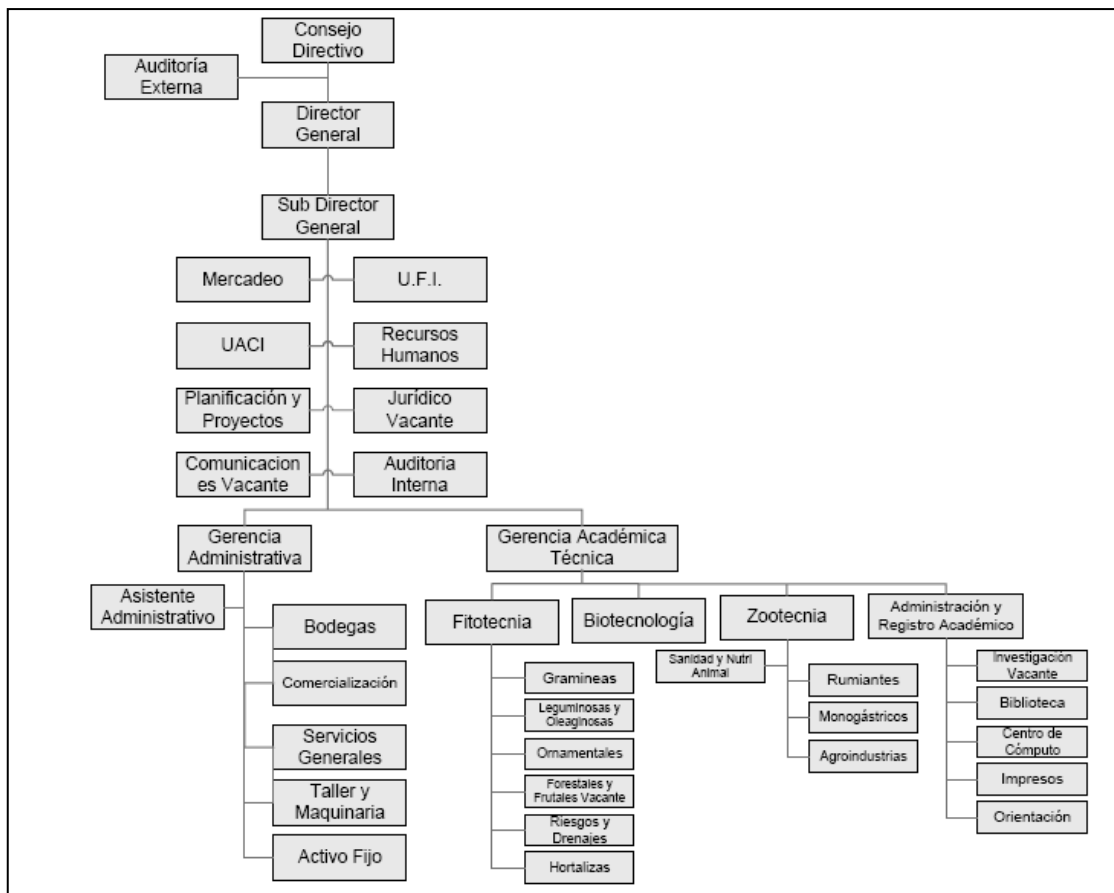 Consejo
Directivo
Auditoría
Externa
Director
General
Sub Director
General
Mercadeo
U.F.I.
UACI
Recursos
Humanos
Planificación y
Proyectos
Jurídico
Vacante
Comunicacion
es Vacante
Auditoria
Interna
Gerencia
Administrativa
Gerencia Académica
Técnica
Asistente
Administrativo
Bodegas
Comercialización
Servicios
Generales
Taller y
Maquinaria
Activo Fijo
Fitotecnia
Gramineas
Leguminosas y
Oleaginosas
Ornamentales
Forestales y
Frutales Vacante
Riesgos y
Drenajes
Hortalizas
Biotecnología
Zootecnia
Sanidad y Nutri
Animal
Rumiantes
Monogástricos
Agroindustrias
Administración y
Registro Académico
Investigación
Vacante
Biblioteca
Centro de
Cómputo
Impresos
Orientación